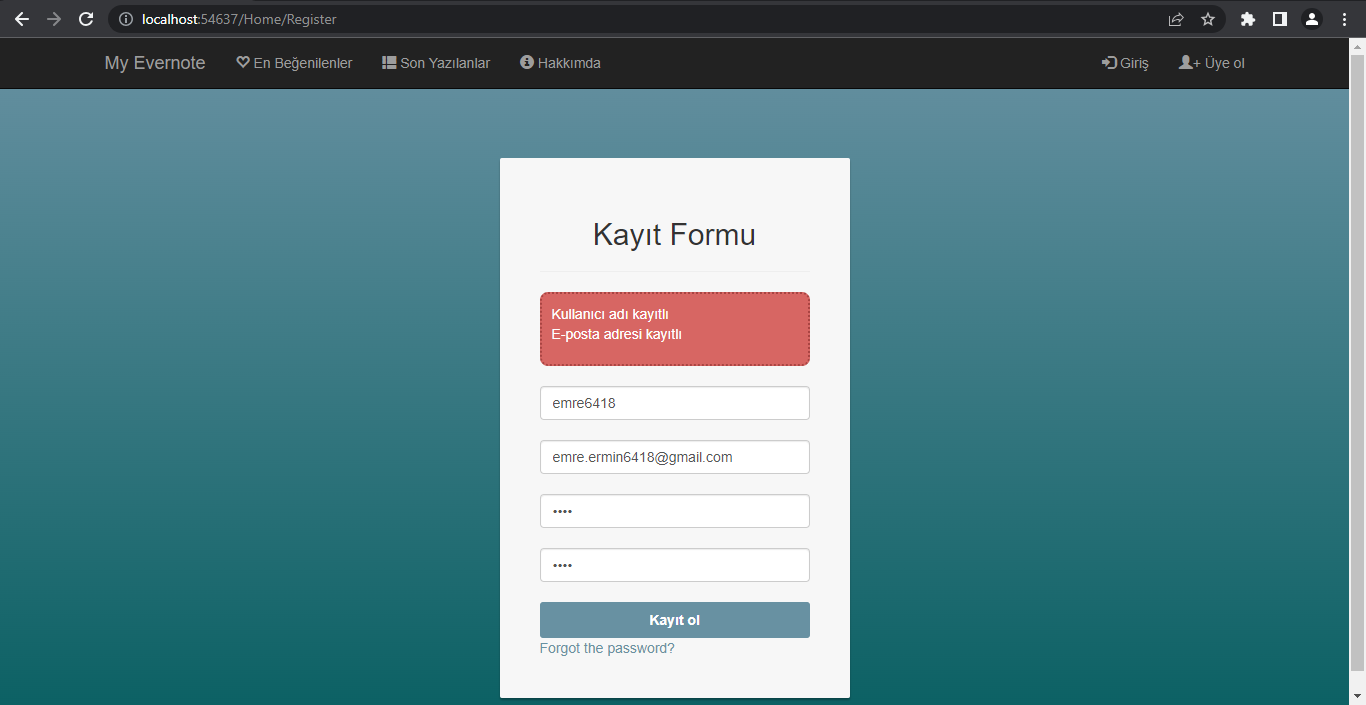 localhost:54637/Home/Register
My Evernote En Beğenilenler Son Yazılanlar Hakkımda Giriş + Üye ol
Kayıt Formu
Kullanıcı adı kayıtlı
E-posta adresi kayıtlı
emre6418
emre.ermin6418@gmail.com
••••
••••
Kayıt ol
Forgot the password?